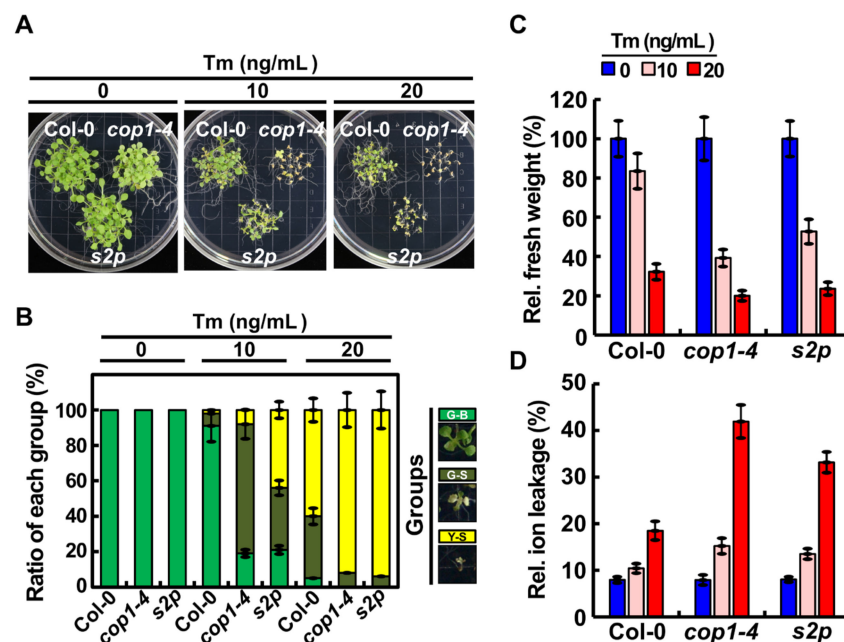 A
Tm (ng/mL)
0 10 20
Col-0 cop1-4
s2p
Col-0 cop1-4
s2p
Col-0 cop1-4
s2p
B
Tm (ng/mL)
0 10 20
Ratio of each group (%)
100
80
60
40
20
0
Col-0 cop1-4 s2p Col-0 cop1-4 s2p Col-0 cop1-4 s2p
Groups
G-B
G-S
Y-S
C
Tm (ng/mL)
0 10 20
Rel. fresh weight (%)
120
100
80
60
40
20
0
Col-0 cop1-4 s2p
D
Rel. ion leakage (%)
50
40
30
20
10
0
Col-0 cop1-4 s2p